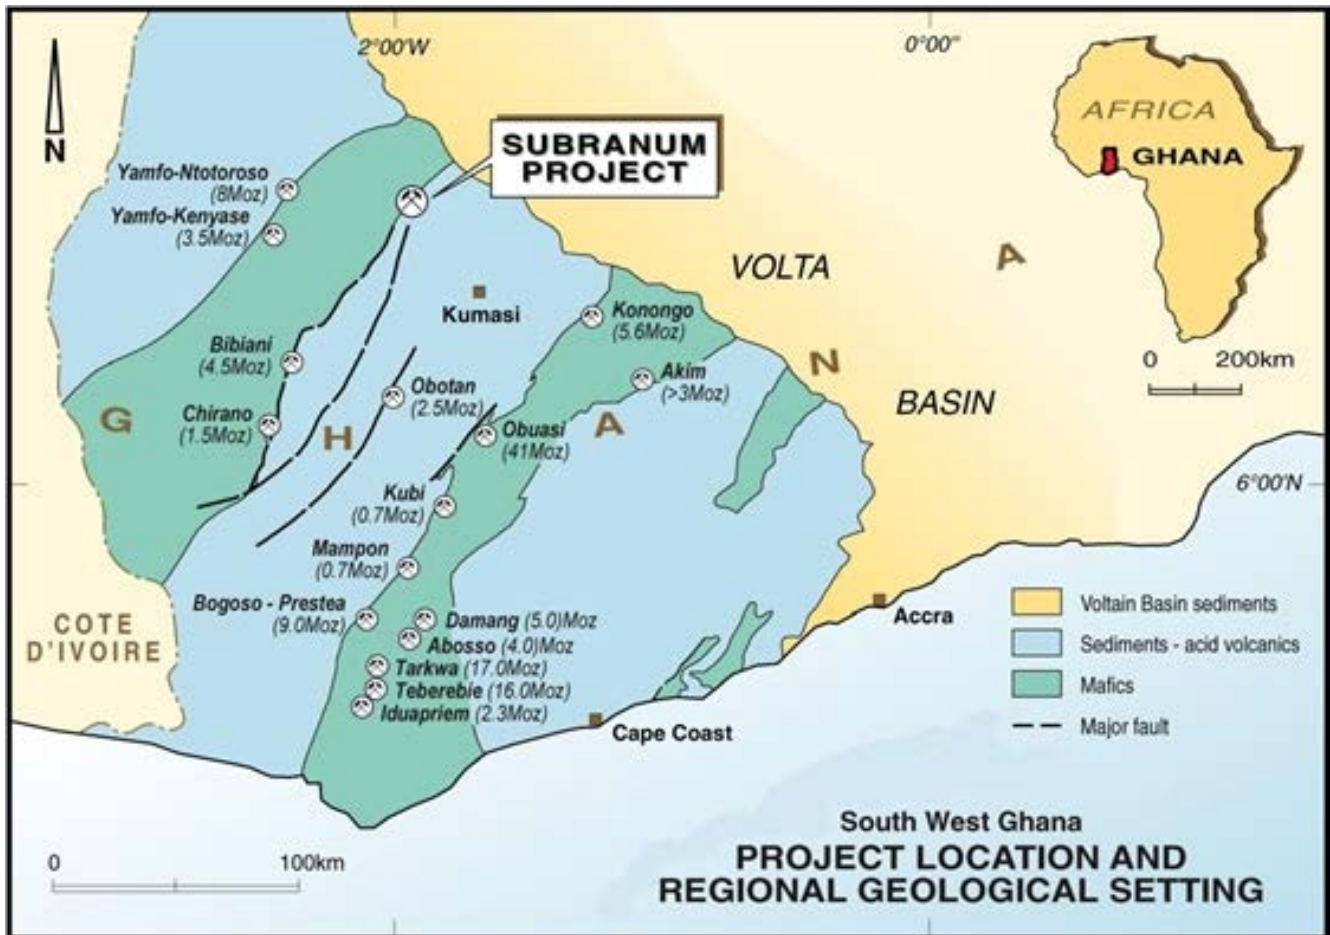 2°00'W
0°00"
N
SUBRANUM
PROJECT
AFRICA
GHANA
0 200km
Yamfo-Ntotoroso
(8Moz)
Yamfo-Kenyase
(3.5Moz)
VOLTA
BASIN
Kumasi
Konongo
(5.6Moz)
Akim
(>3Moz)
Bibiani
(4.5Moz)
Obotan
(2.5Moz)
Chirano
(1.5Moz)
G H A N A
Obuasi
(41Moz)
6°00'N
Kubi
(0.7Moz)
Mampon
(0.7Moz)
Bogoso - Prestea
(9.0Moz)
Damang (5.0)Moz
Abosso (4.0)Moz
Tarkwa (17.0Moz)
Teberebie (16.0Moz)
Iduapriem (2.3Moz)
COTE
D'IVOIRE
Accra
Cape Coast
Voltain Basin sediments
Sediments - acid volcanics
Mafics
Major fault
0 100km
South West Ghana
PROJECT LOCATION AND
REGIONAL GEOLOGICAL SETTING